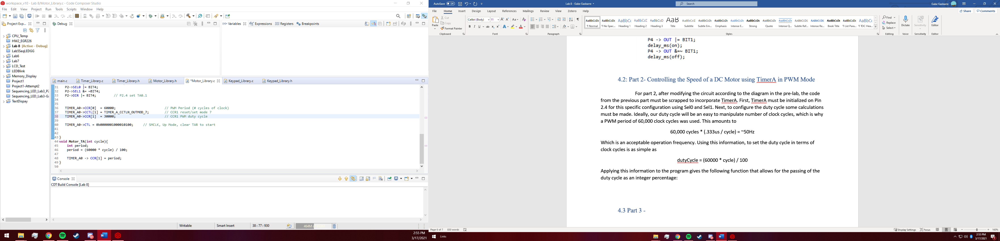 workspace_v10 - Lab 8/Motor_Library.c - Code Composer Studio
File Edit View Project Run Tools Scripts Window Help
Project Exp...
CPU_Temp
HW2_EGR226
Lab 8 [Active - Debug]
Lab5SeqLEDGG
Lab6
Lab7
LCD_Test
LEDBlink
Memory_Display
Project1
Project1-Attempt2
Sequencing_LED_Lab3_P2
Sequencing_LED_Lab3-Ga
TextDispay
Debug
(x)= Variables Expressions Registers Breakpoints
main.c Timer_Library.c Timer_Library.h Motor_Library.h *Motor_Library.c Keypad_Library.c Keypad_Library.h
31 P2->SEL0 |= BIT4;
32 P2->SEL1 &= ~BIT4;
33 P2->DIR |= BIT4; // P2.4 set TA0.1
34
35
36 TIMER_A0->CCR[0] = 60000; // PWM Period (# cycles of clock)
37 TIMER_A0->CCTL[1] = TIMER_A_CCTLN_OUTMOD_7; // CCR1 reset/set mode 7
38 TIMER_A0->CCR[1] = 30000; // CCR1 PWM duty cycle
39
40 TIMER_A0->CTL = 0b0000001000010100; // SMCLK, Up Mode, clear TAR to start
41
42
43 }
44 void Motor_TA(int cycle){
45 int period;
46 period = (60000 * cycle) / 100;
47
48 TIMER_A0 -> CCR[1] = period;
49 }
50
Console
CDT Build Console [Lab 8]
Writable Smart Insert 38 : 77 : 930 464M
2:55 PM
3/17/2021
AutoSave Off Lab 8 - Gabe Gasbarre Search Gabe Gasbarre
File Home Insert Design Layout References Mailings Review View Zotero Help Share Comments
Paste Cut Copy Format Painter
Clipboard
Calibri (Body) 11
Font
Paragraph
¶ Normal ¶ No Spac... Heading 1 Heading 2 Heading 3 Title Subtitle Subtle Em... Emphasis Intense E... Strong Quote Intense Q... Subtle Ref... Intense Re... Book Title ¶ List Para... ¶ TOC Hea...
Styles
Find Replace Select
Editing
Dictate
Voice
Sensitivity
Sensitivity
Editor
Editor
P4 -> OUT |= BIT1;
delay_ms(on);
P4 -> OUT &=~ BIT1;
delay_ms(off);
4.2: Part 2- Controlling the Speed of a DC Motor using TimerA in PWM Mode
For part 2, after modifying the circuit according to the diagram in the pre-lab, the code
from the previous part must be scrapped to incorporate TimerA. First, TimerA must be initialized on Pin
2.4 for this specific configuration using Sel0 and Sel1. Next, to configure the duty cycle some calculations
must be made. Ideally, our duty cycle will be an easy to manipulate number of clock cycles, which is why
a PWM period of 60,000 clock cycles was used. This amounts to
60,000 cycles * (.333us / cycle) = ~50Hz
Which is an acceptable operation frequency. Using this information, to set the duty cycle in terms of
clock cycles is as simple as
dutyCycle = (60000 * cycle) / 100
Applying this information to the program gives the following function that allows for the passing of the
duty cycle as an integer percentage:
4.3 Part 3 -
Page 6 of 7 830 words Display Settings Focus 160%
Links
2:55 PM
3/17/2021